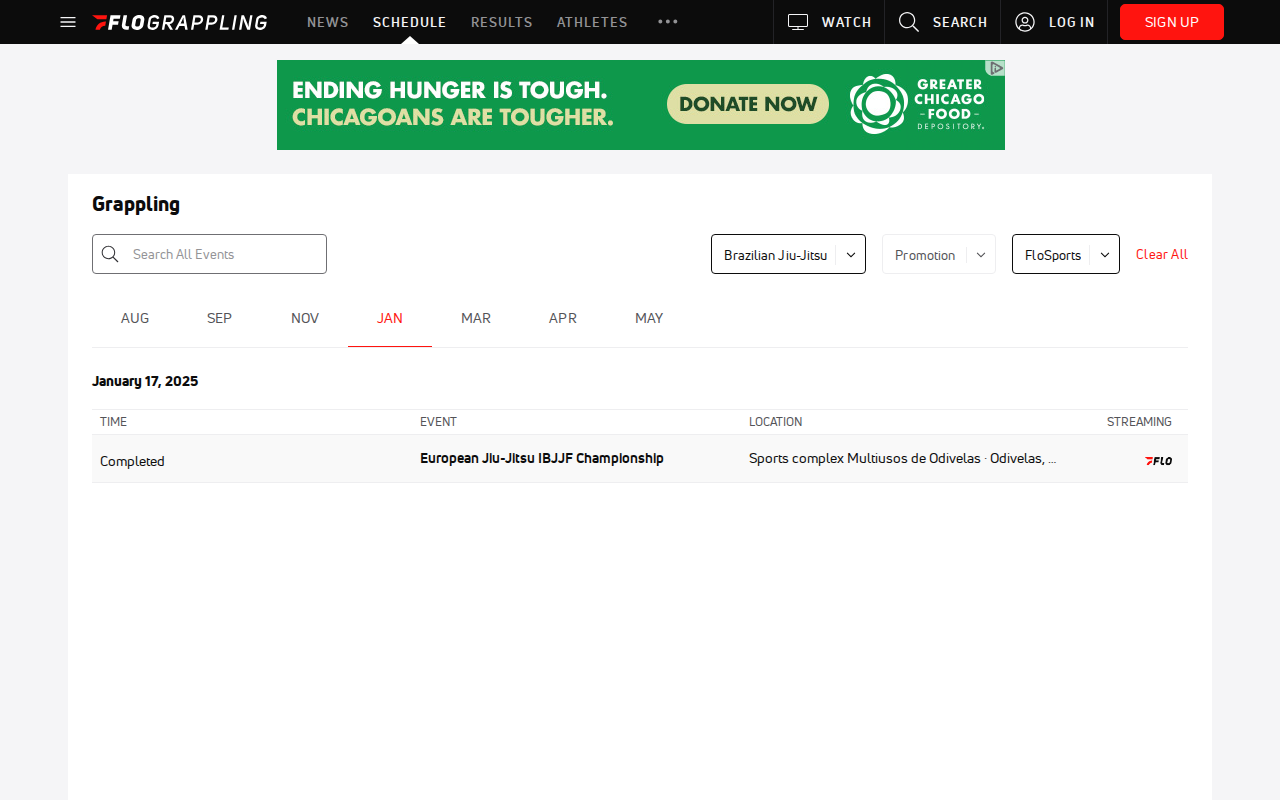 FLOGRAPPLING
NEWS
SCHEDULE
RESULTS
ATHLETES
•••
WATCH
SEARCH
LOG IN
SIGN UP
ENDING HUNGER IS TOUGH.
CHICAGOANS ARE TOUGHER.
DONATE NOW
GREATER
CHICAGO
- FOOD -
DEPOSITORY.
Grappling
Search All Events
Brazilian Jiu-Jitsu
Promotion
FloSports
Clear All
AUG
SEP
NOV
JAN
MAR
APR
MAY
January 17, 2025
TIME
EVENT
LOCATION
STREAMING
Completed
European Jiu-Jitsu IBJJF Championship
Sports complex Multiusos de Odivelas · Odivelas, ...
FLO